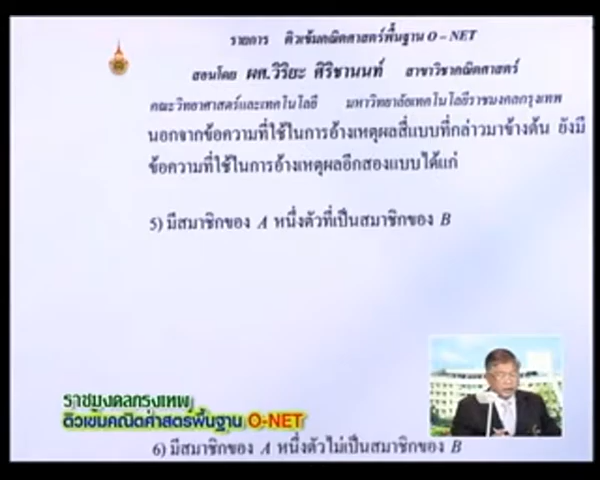 รายการ ติวเข้มคณิตศาสตร์พื้นฐาน O – NET
สอนโดย ผศ.วิริยะ ศิริชานนท์ สาขาวิชาคณิตศาสตร์
คณะวิทยาศาสตร์และเทคโนโลยี มหาวิทยาลัยเทคโนโลยีราชมงคลกรุงเทพ
นอกจากข้อความที่ใช้ในการอ้างเหตุผลสี่แบบที่กล่าวมาข้างต้น ยังมี
ข้อความที่ใช้ในการอ้างเหตุผลอีกสองแบบได้แก่
5) มีสมาชิกของ A หนึ่งตัวที่เป็นสมาชิกของ B
ราชมงคลกรุงเทพ
ติวเข้มคณิตศาสตร์พื้นฐาน O-NET
6) มีสมาชิกของ A หนึ่งตัวไม่เป็นสมาชิกของ B